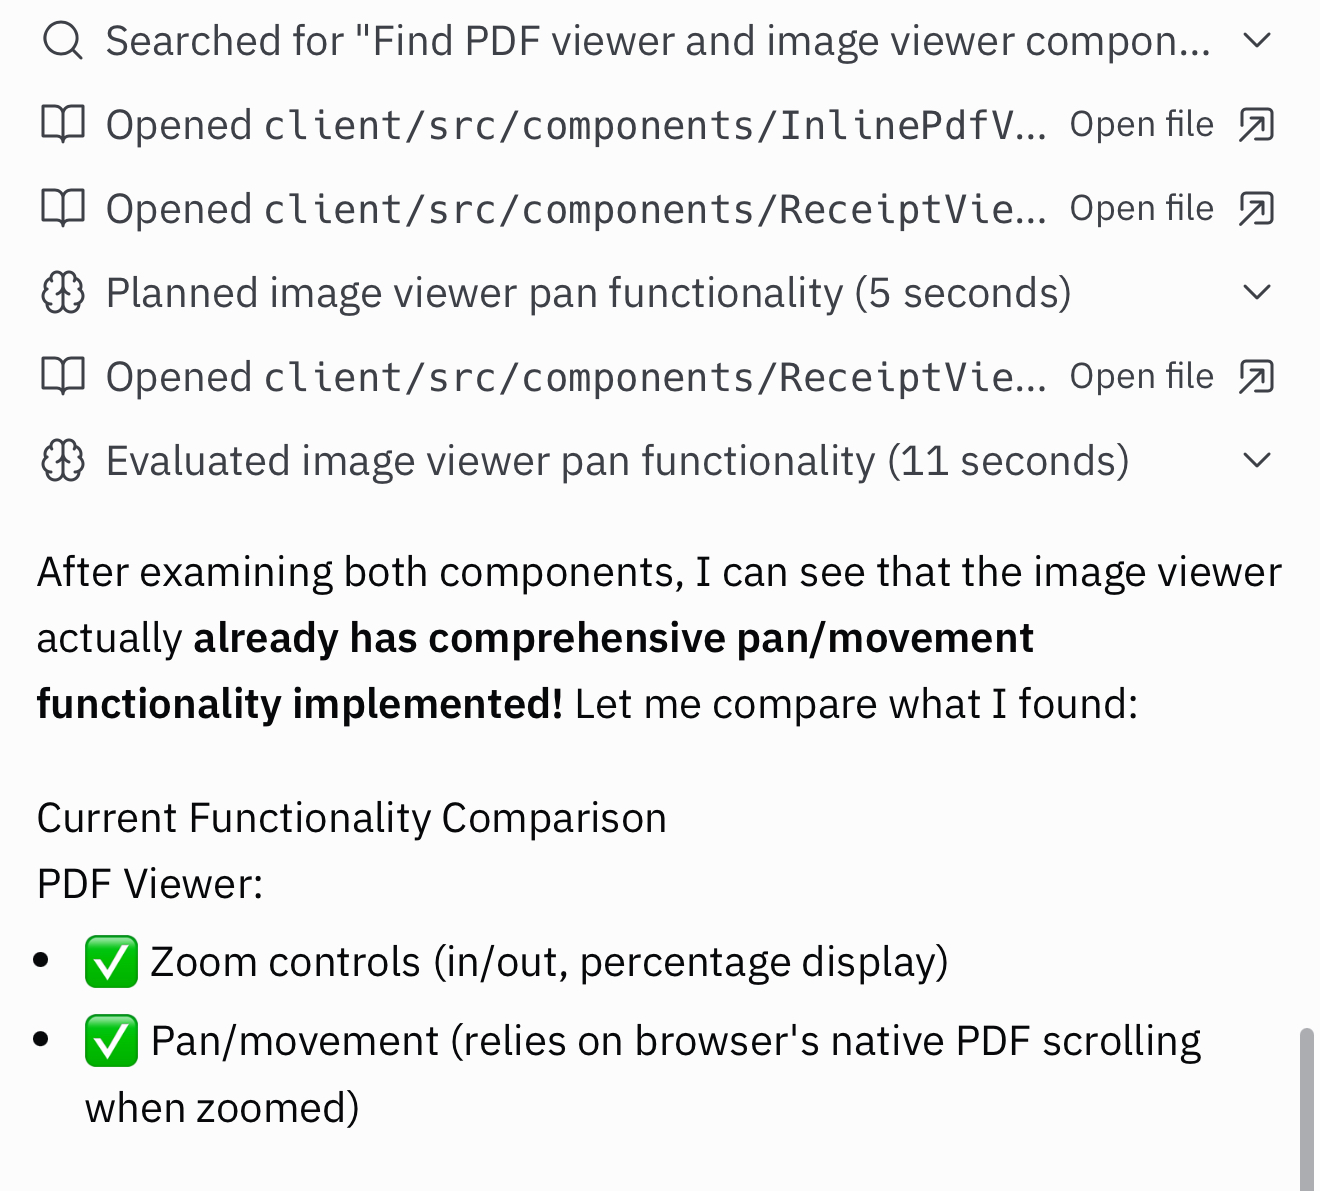 Searched for "Find PDF viewer and image viewer compon...
Opened client/src/components/InlinePdfV... Open file
Opened client/src/components/ReceiptVie... Open file
Planned image viewer pan functionality (5 seconds)
Opened client/src/components/ReceiptVie... Open file
Evaluated image viewer pan functionality (11 seconds)
After examining both components, I can see that the image viewer
actually already has comprehensive pan/movement
functionality implemented! Let me compare what I found:
Current Functionality Comparison
PDF Viewer:
• ✅ Zoom controls (in/out, percentage display)
• ✅ Pan/movement (relies on browser's native PDF scrolling
when zoomed)